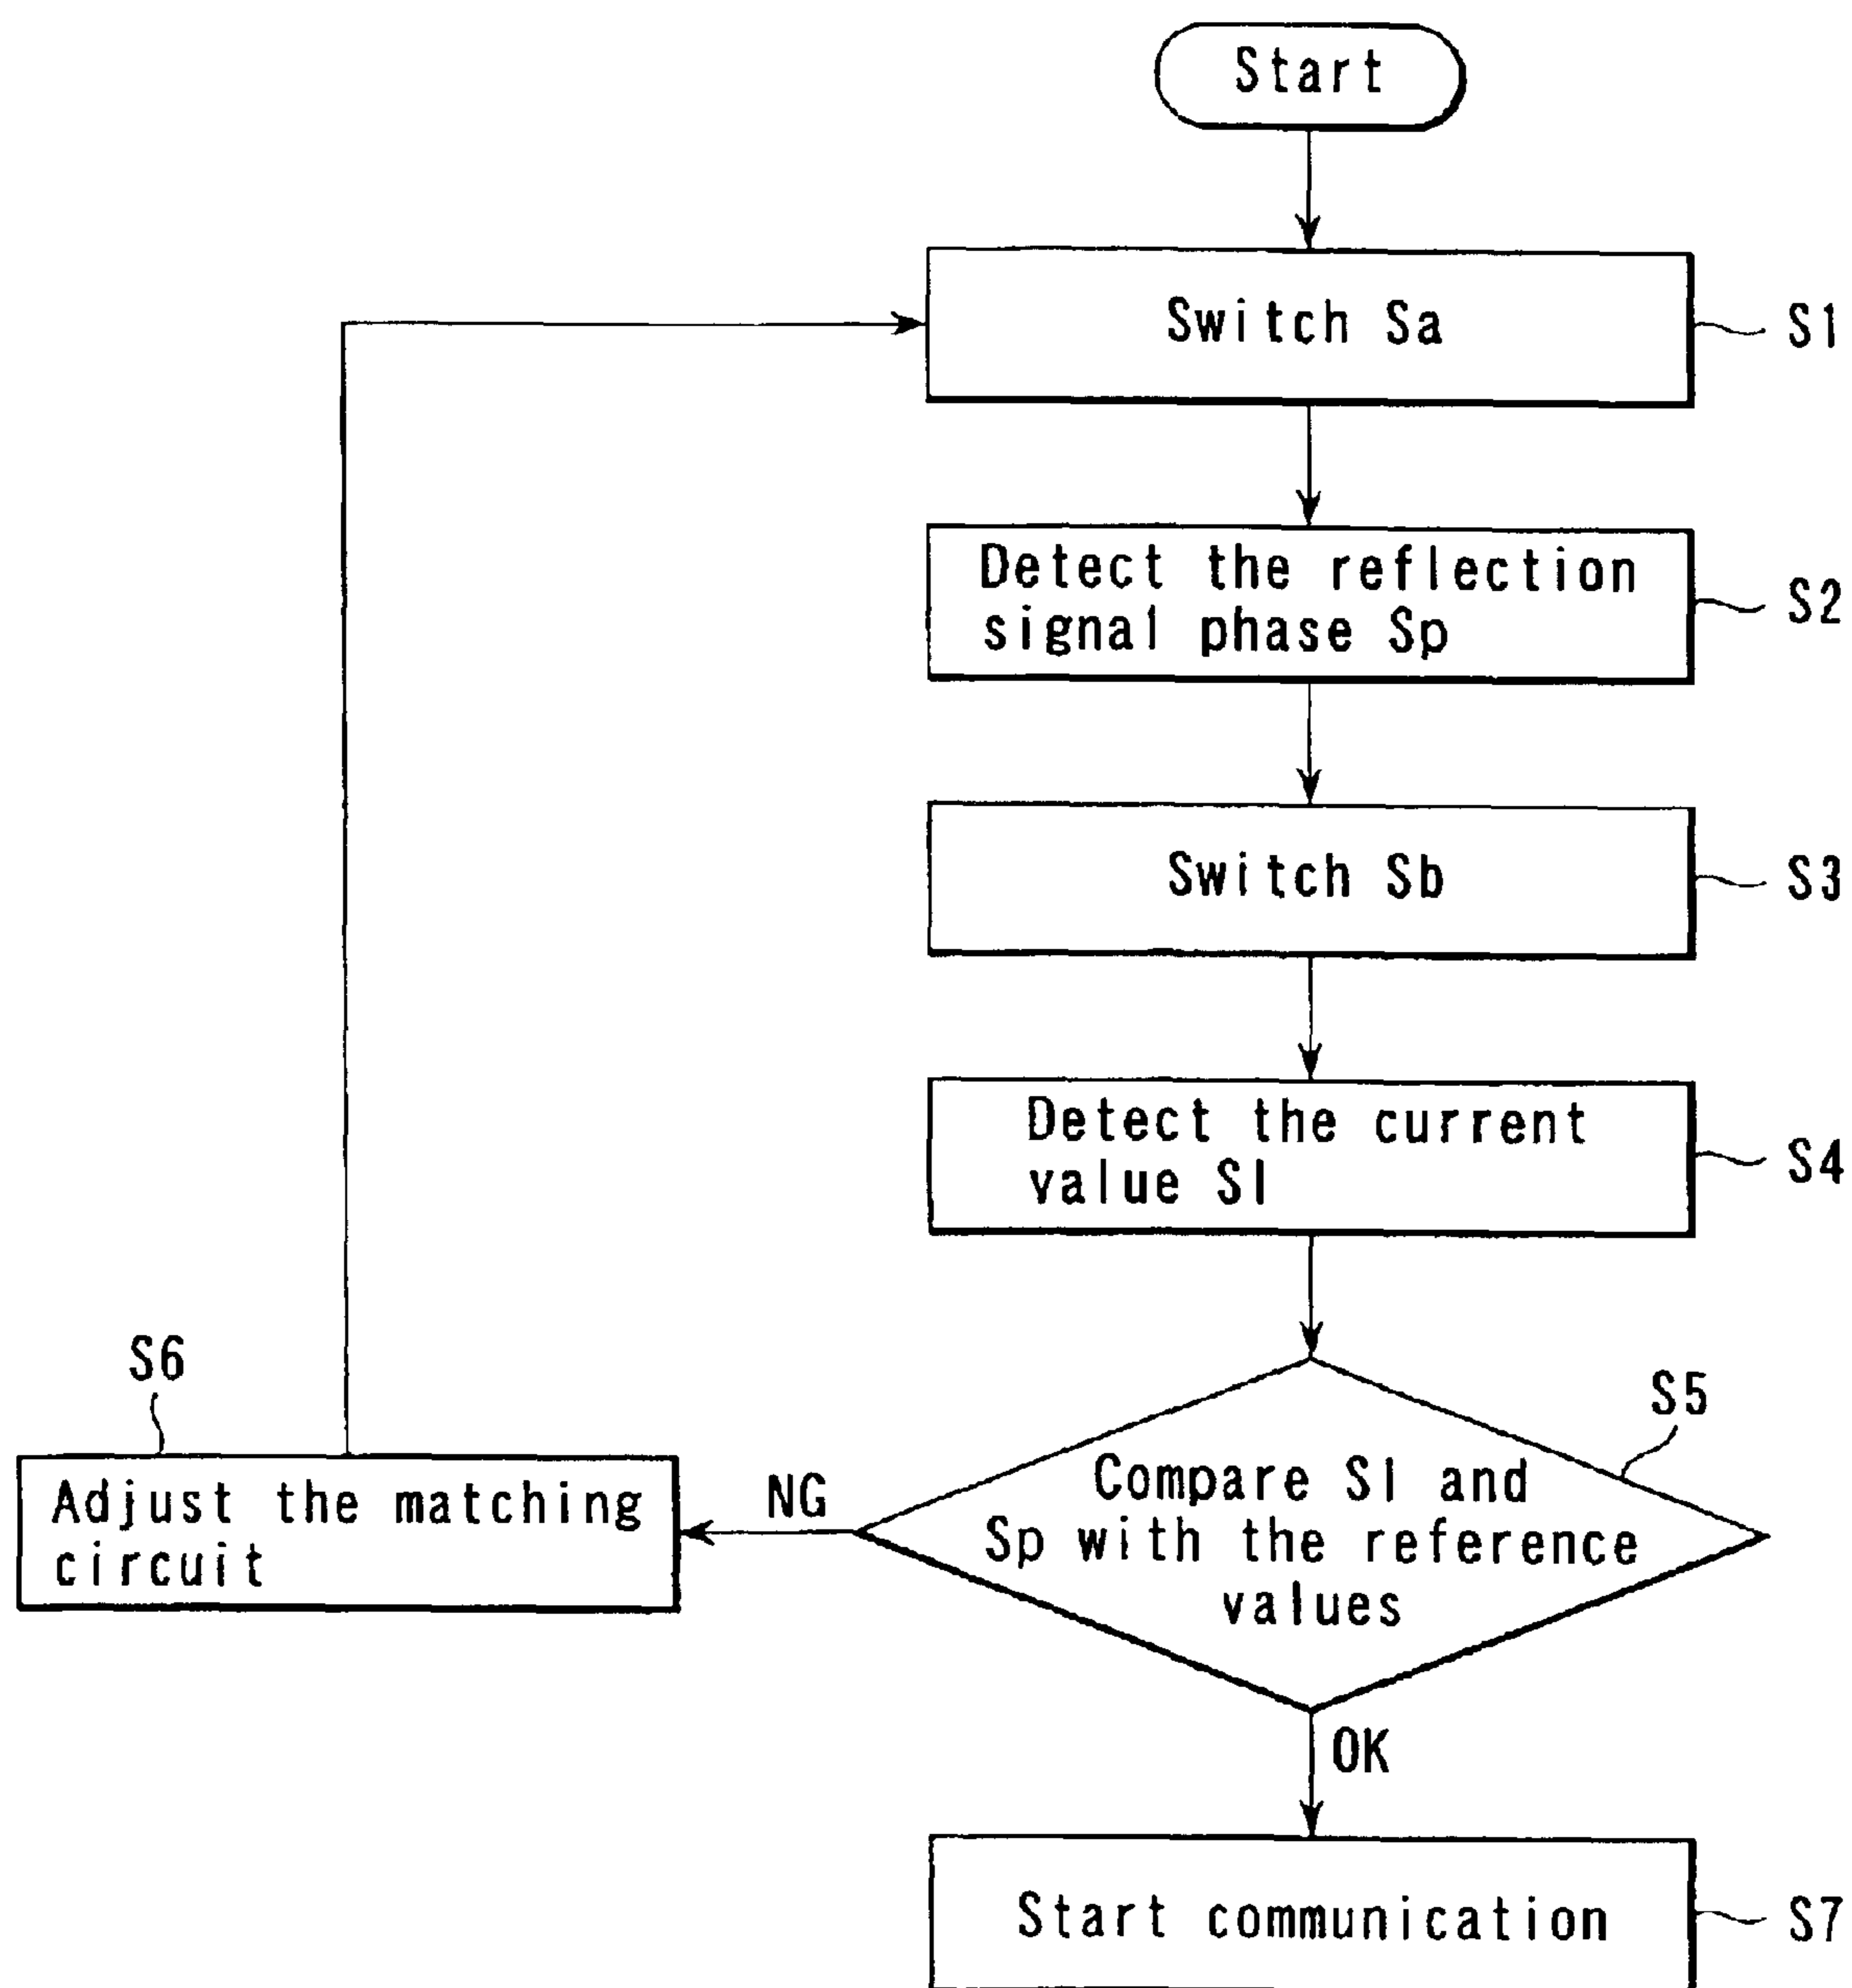 Start
Switch Sa
S1
Detect the reflection
signal phase Sp
S2
Switch Sb
S3
Detect the current
value SI
S4
S5
Compare SI and
Sp with the reference
values
NG
S6
Adjust the matching
circuit
OK
Start communication
S7